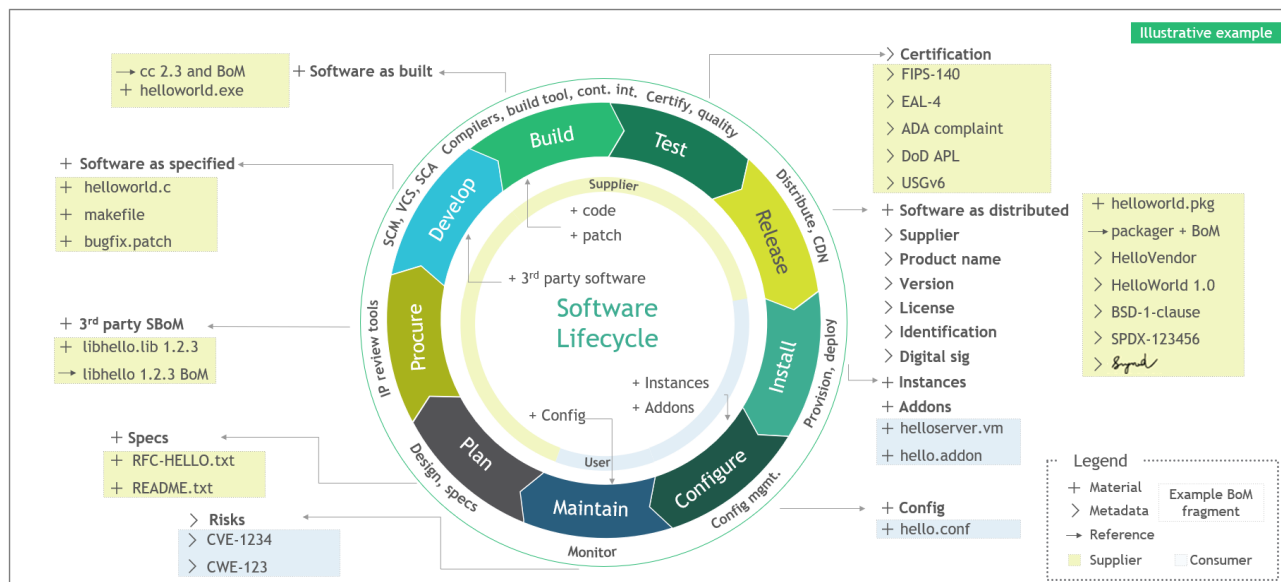 Illustrative example
→ cc 2.3 and BoM
+ helloworld.exe
+ Software as built
+ Software as specified
+ helloworld.c
+ makefile
+ bugfix.patch
+ 3rd party SBoM
+ libhello.lib 1.2.3
→ libhello 1.2.3 BoM
+ Specs
+ RFC-HELLO.txt
+ README.txt
> Risks
> CVE-1234
> CWE-123
Compilers, build tool, cont. int.
Certify, quality
Distribute, CDN
Provision, deploy
Config mgmt.
Monitor
Design, specs
IP review tools
SCM, VCS, SCA
Build
Test
Release
Install
Configure
Maintain
Plan
Procure
Develop
Supplier
+ code
+ patch
+ 3rd party software
Software
Lifecycle
+ Instances
+ Addons
+ Config
User
> Certification
> FIPS-140
> EAL-4
> ADA complaint
> DoD APL
> USGv6
+ Software as distributed
> Supplier
> Product name
> Version
> License
> Identification
> Digital sig
+ Instances
+ Addons
+ helloserver.vm
+ hello.addon
+ Config
+ hello.conf
+ helloworld.pkg
→ packager + BoM
> HelloVendor
> HelloWorld 1.0
> BSD-1-clause
> SPDX-123456
>
Legend
+ Material
> Metadata
→ Reference
Example BoM
fragment
Supplier
Consumer